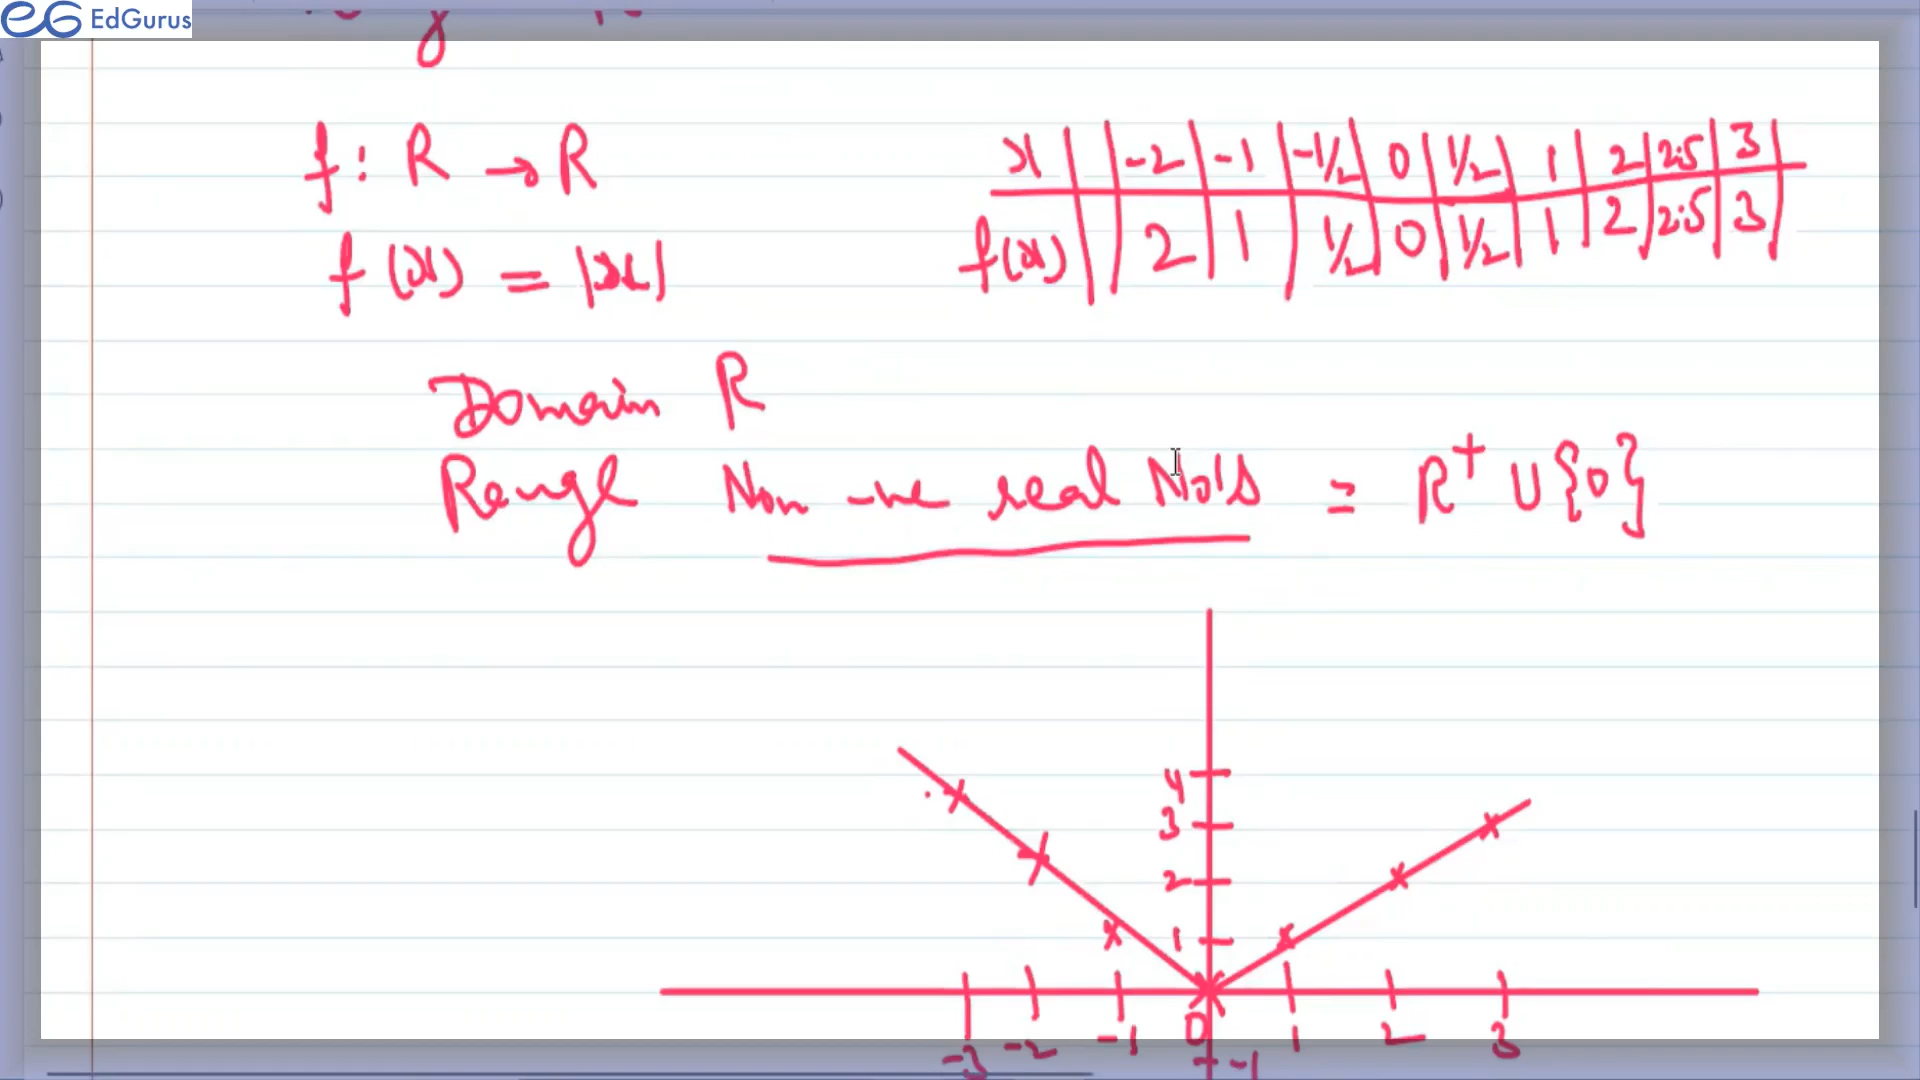 EdGurus
f: R → R
f(x) = |x|
x | -2 | -1 | -1/2 | 0 | 1/2 | 1 | 2 | 2.5 | 3
f(x) | 2 | 1 | 1/2 | 0 | 1/2 | 1 | 2 | 2.5 | 3
Domain R
Range Non -ve real No's = R⁺ ∪ {0}
4
3
2
1
-3 -2 -1 0 1 2 3
-1